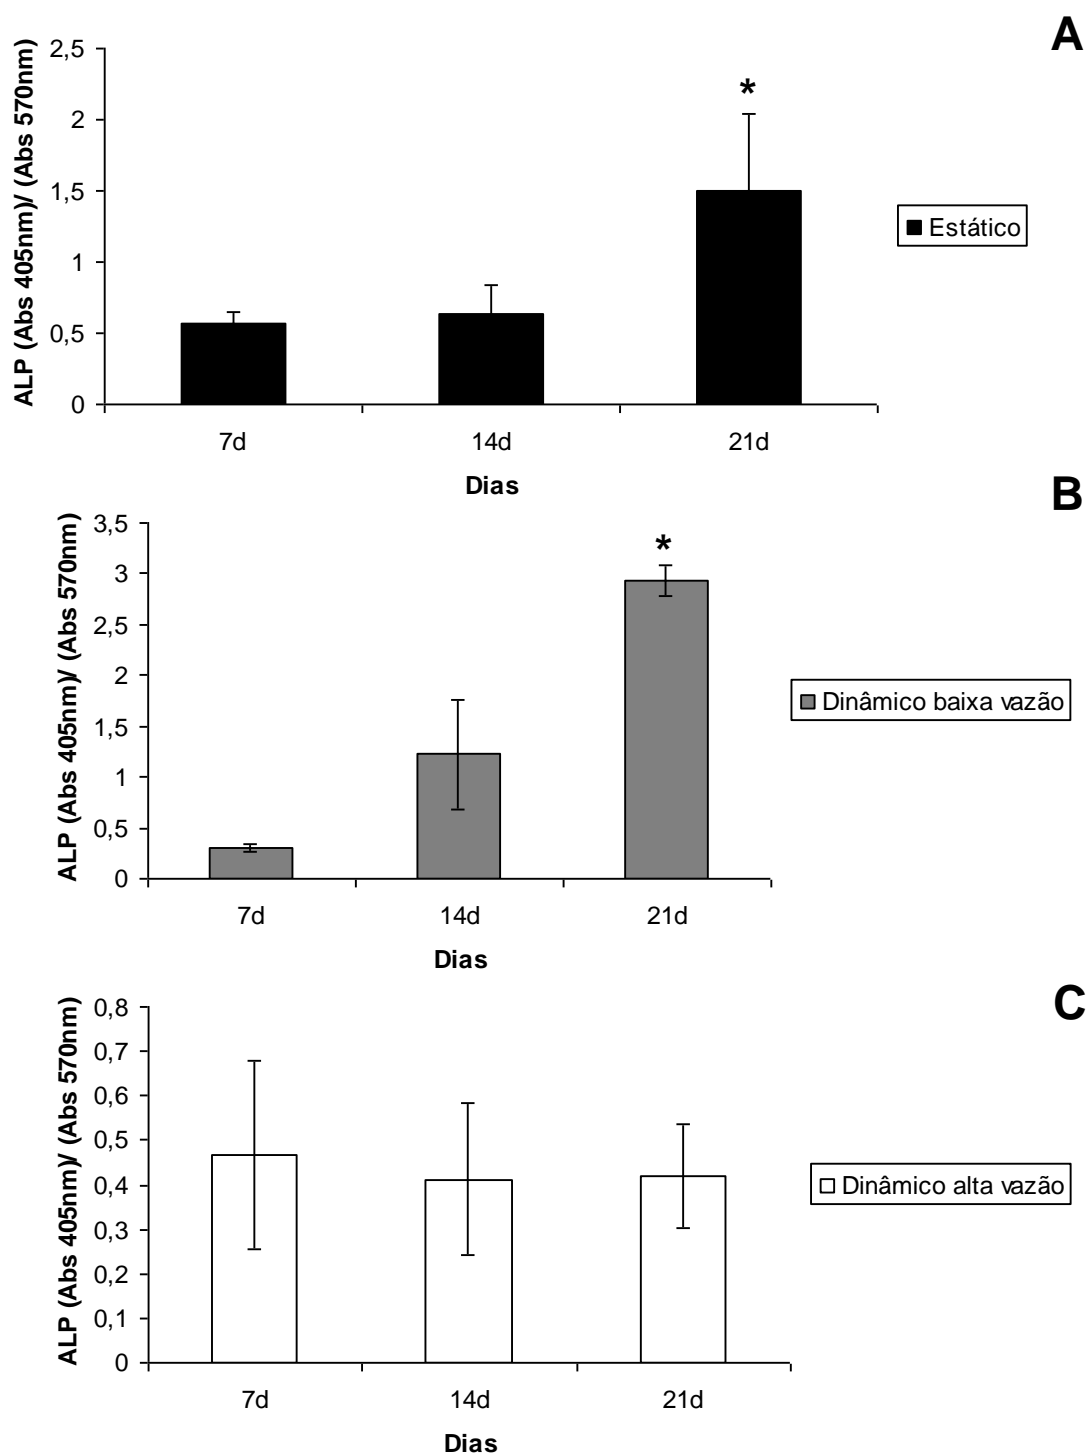 A
ALP (Abs 405nm)/ (Abs 570nm)
2,5
2
1,5
1
0,5
0
*
Estático
7d 14d 21d
Dias
B
ALP (Abs 405nm)/ (Abs 570nm)
3,5
3
2,5
2
1,5
1
0,5
0
*
Dinâmico baixa vazão
7d 14d 21d
Dias
C
ALP (Abs 405nm)/ (Abs 570nm)
0,8
0,7
0,6
0,5
0,4
0,3
0,2
0,1
0
Dinâmico alta vazão
7d 14d 21d
Dias